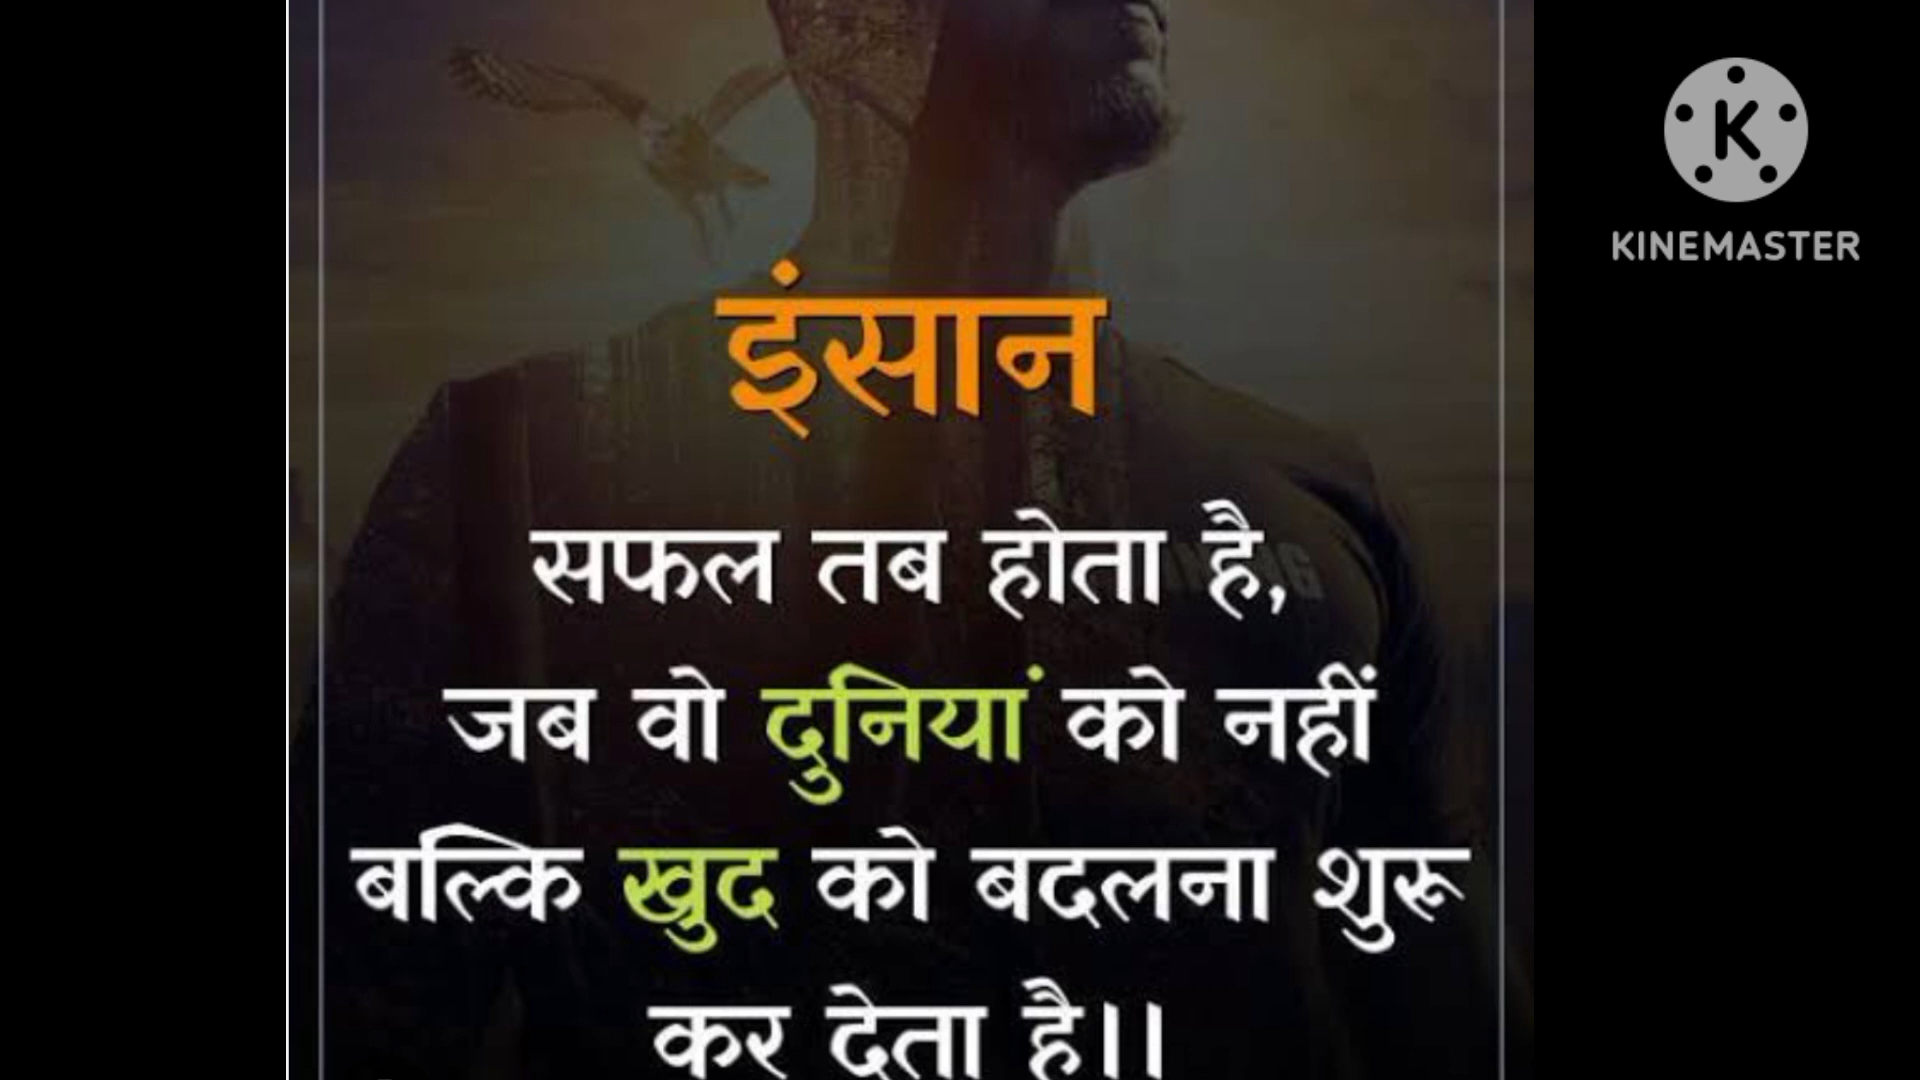 इंसान
सफल तब होता है,
जब वो दुनियां को नहीं
बल्कि खुद को बदलना शुरू
कर देता है।।
K
KINEMASTER